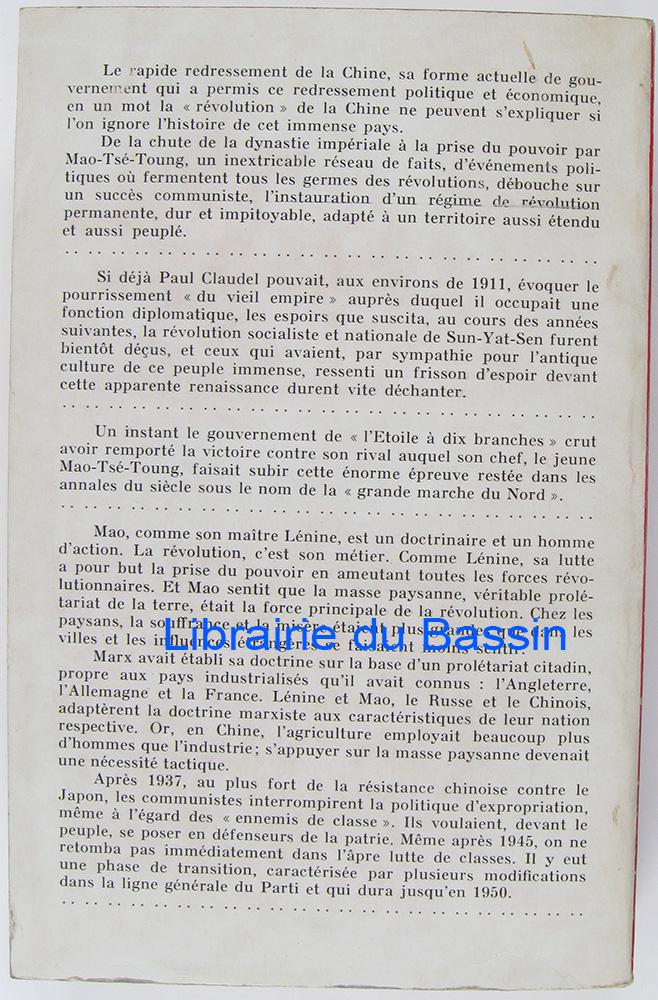 Le rapide redressement de la Chine, sa forme actuelle de gou-
vernement qui a permis ce redressement politique et économique,
en un mot la « révolution » de la Chine ne peuvent s'expliquer si
l'on ignore l'histoire de cet immense pays.
De la chute de la dynastie impériale à la prise du pouvoir par
Mao-Tsé-Toung, un inextricable réseau de faits, d'événements poli-
tiques où fermentent tous les germes des révolutions, débouche sur
un succès communiste, l'instauration d'un régime de révolution
permanente, dur et impitoyable, adapté à un territoire aussi étendu
et aussi peuplé.
Si déjà Paul Claudel pouvait, aux environs de 1911, évoquer le
pourrissement « du vieil empire » auprès duquel il occupait une
fonction diplomatique, les espoirs que suscita, au cours des années
suivantes, la révolution socialiste et nationale de Sun-Yat-Sen furent
bientôt déçus, et ceux qui avaient, par sympathie pour l'antique
culture de ce peuple immense, ressenti un frisson d'espoir devant
cette apparente renaissance durent vite déchanter.
Un instant le gouvernement de « l'Etoile à dix branches » crut
avoir remporté la victoire contre son rival auquel son chef, le jeune
Mao-Tsé-Toung, faisait subir cette énorme épreuve restée dans les
annales du siècle sous le nom de la « grande marche du Nord ».
Mao, comme son maître Lénine, est un doctrinaire et un homme
d'action. La révolution, c'est son métier. Comme Lénine, sa lutte
a pour but la prise du pouvoir en ameutant toutes les forces révo-
lutionnaires. Et Mao sentit que la masse paysanne, véritable prolé-
tariat de la terre, était la force principale de la révolution. Chez les
paysans, la souffrance et la misère étaient plus grandes que dans les
villes et les influences étrangères se faisaient moins sentir.
Librairie du Bassin
Marx avait établi sa doctrine sur la base d'un prolétariat citadin,
propre aux pays industrialisés qu'il avait connus : l'Angleterre,
l'Allemagne et la France. Lénine et Mao, le Russe et le Chinois,
adaptèrent la doctrine marxiste aux caractéristiques de leur nation
respective. Or, en Chine, l'agriculture employait beaucoup plus
d'hommes que l'industrie ; s'appuyer sur la masse paysanne devenait
une nécessité tactique.
Après 1937, au plus fort de la résistance chinoise contre le
Japon, les communistes interrompirent la politique d'expropriation,
même à l'égard des « ennemis de classe ». Ils voulaient, devant le
peuple, se poser en défenseurs de la patrie. Même après 1945, on ne
retomba pas immédiatement dans l'âpre lutte de classes. Il y eut
une phase de transition, caractérisée par plusieurs modifications
dans la ligne générale du Parti et qui dura jusqu'en 1950.